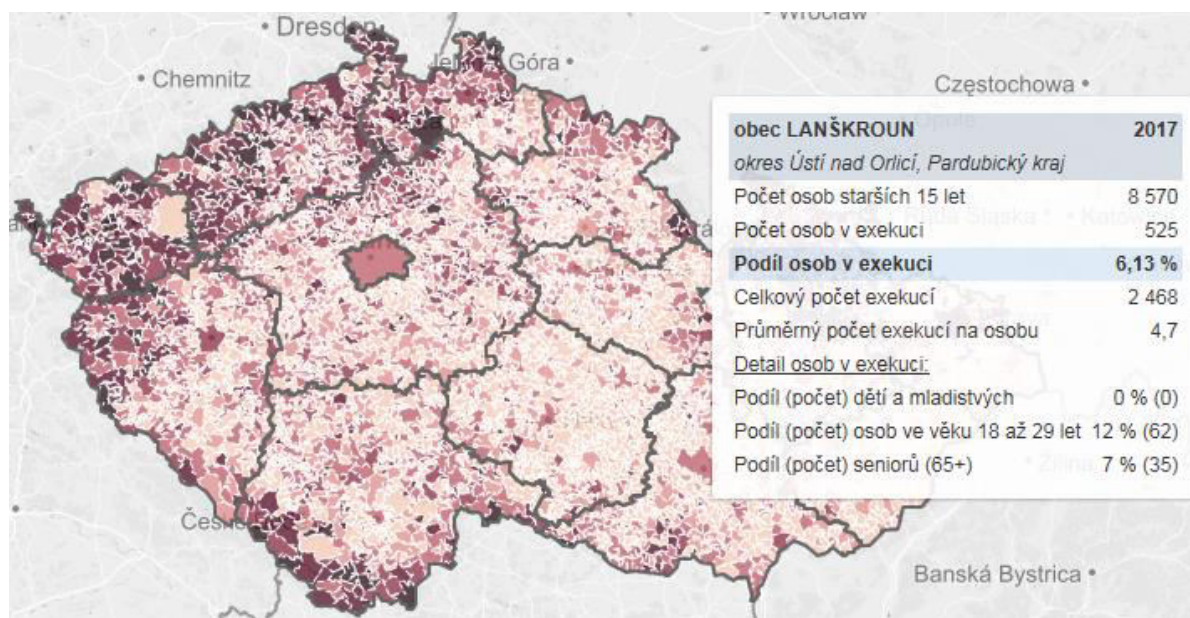 Dresden
Chemnitz
Góra
Wrocław
Częstochowa
obec LANŠKROUN 2017
okres Ústí nad Orlicí, Pardubický kraj
Počet osob starších 15 let 8 570
Počet osob v exekuci 525
Podíl osob v exekuci 6,13 %
Celkový počet exekucí 2 468
Průměrný počet exekucí na osobu 4,7
Detail osob v exekuci:
Podíl (počet) dětí a mladistvých 0 % (0)
Podíl (počet) osob ve věku 18 až 29 let 12 % (62)
Podíl (počet) seniorů (65+) 7 % (35)
Banská Bystrica